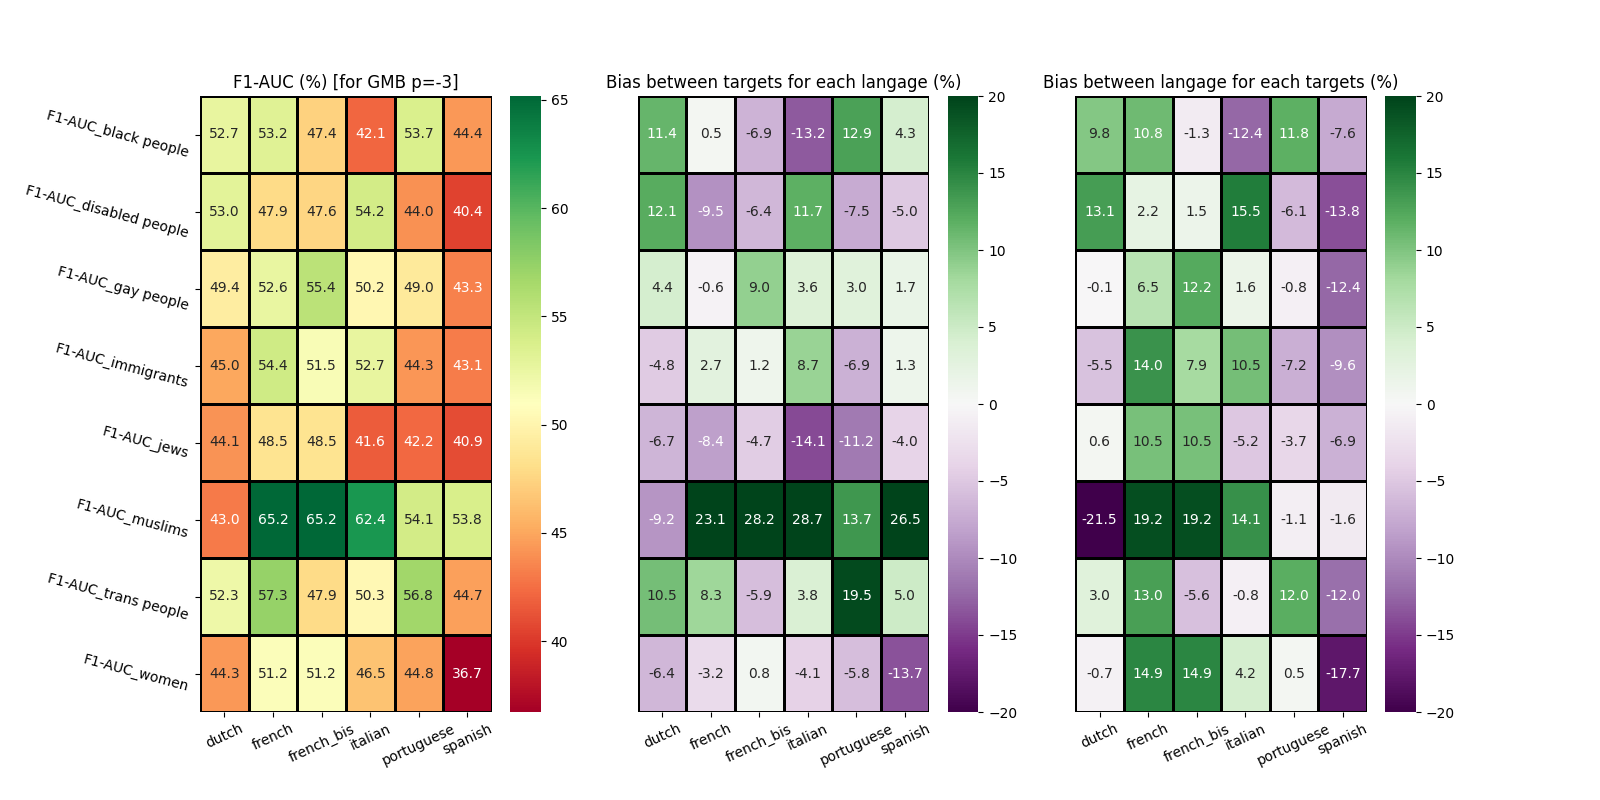 F1-AUC (%) [for GMB p=-3]
Bias between targets for each langage (%)
Bias between langage for each targets (%)
F1-AUC_black people 52.7 53.2 47.4 42.1 53.7 44.4
F1-AUC_disabled people 53.0 47.9 47.6 54.2 44.0 40.4
F1-AUC_gay people 49.4 52.6 55.4 50.2 49.0 43.3
F1-AUC_immigrants 45.0 54.4 51.5 52.7 44.3 43.1
F1-AUC_jews 44.1 48.5 48.5 41.6 42.2 40.9
F1-AUC_muslims 43.0 65.2 65.2 62.4 54.1 53.8
F1-AUC_trans people 52.3 57.3 47.9 50.3 56.8 44.7
F1-AUC_women 44.3 51.2 51.2 46.5 44.8 36.7
dutch french french_bis italian portuguese spanish
65
60
55
50
45
40
11.4 0.5 -6.9 -13.2 12.9 4.3
12.1 -9.5 -6.4 11.7 -7.5 -5.0
4.4 -0.6 9.0 3.6 3.0 1.7
-4.8 2.7 1.2 8.7 -6.9 1.3
-6.7 -8.4 -4.7 -14.1 -11.2 -4.0
-9.2 23.1 28.2 28.7 13.7 26.5
10.5 8.3 -5.9 3.8 19.5 5.0
-6.4 -3.2 0.8 -4.1 -5.8 -13.7
dutch french french_bis italian portuguese spanish
20
15
10
5
0
−5
−10
−15
−20
9.8 10.8 -1.3 -12.4 11.8 -7.6
13.1 2.2 1.5 15.5 -6.1 -13.8
-0.1 6.5 12.2 1.6 -0.8 -12.4
-5.5 14.0 7.9 10.5 -7.2 -9.6
0.6 10.5 10.5 -5.2 -3.7 -6.9
-21.5 19.2 19.2 14.1 -1.1 -1.6
3.0 13.0 -5.6 -0.8 12.0 -12.0
-0.7 14.9 14.9 4.2 0.5 -17.7
dutch french french_bis italian portuguese spanish
20
15
10
5
0
−5
−10
−15
−20